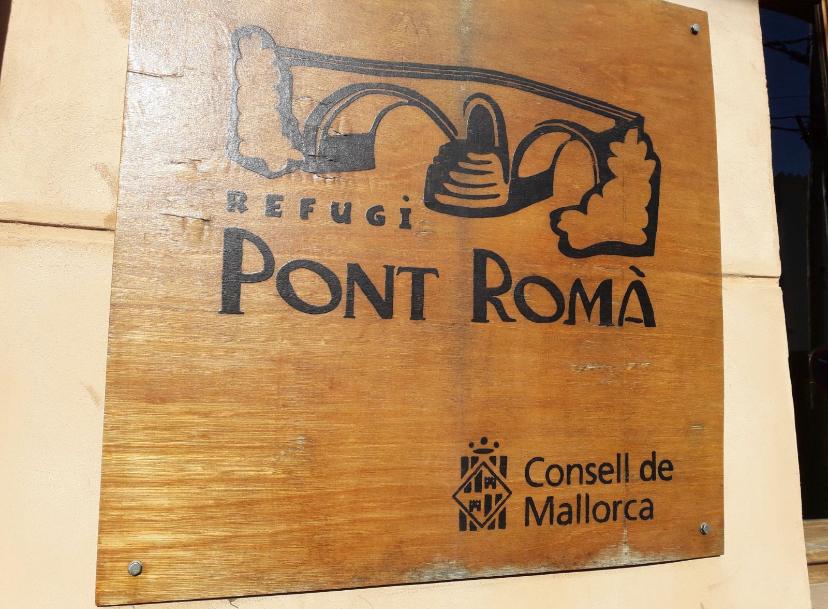 REFUGI
PONT ROMÀ
Consell de
Mallorca